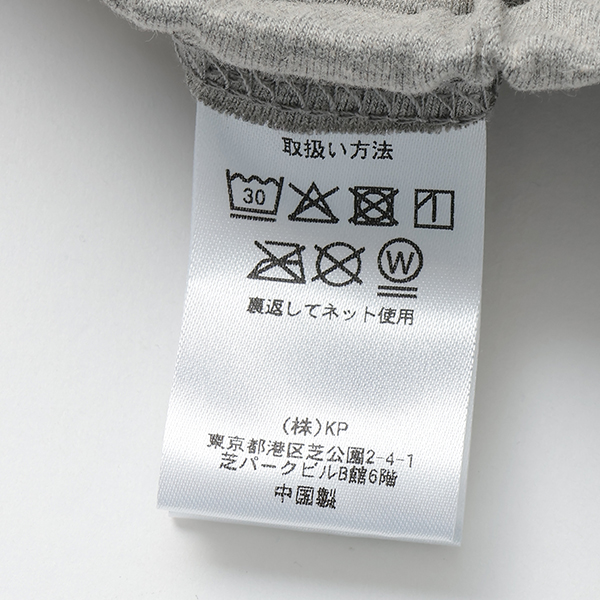 取扱い方法
30
W
裏返してネット使用
(株)KP
東京都港区芝公園2-4-1
芝パークビルB館6階
中国製